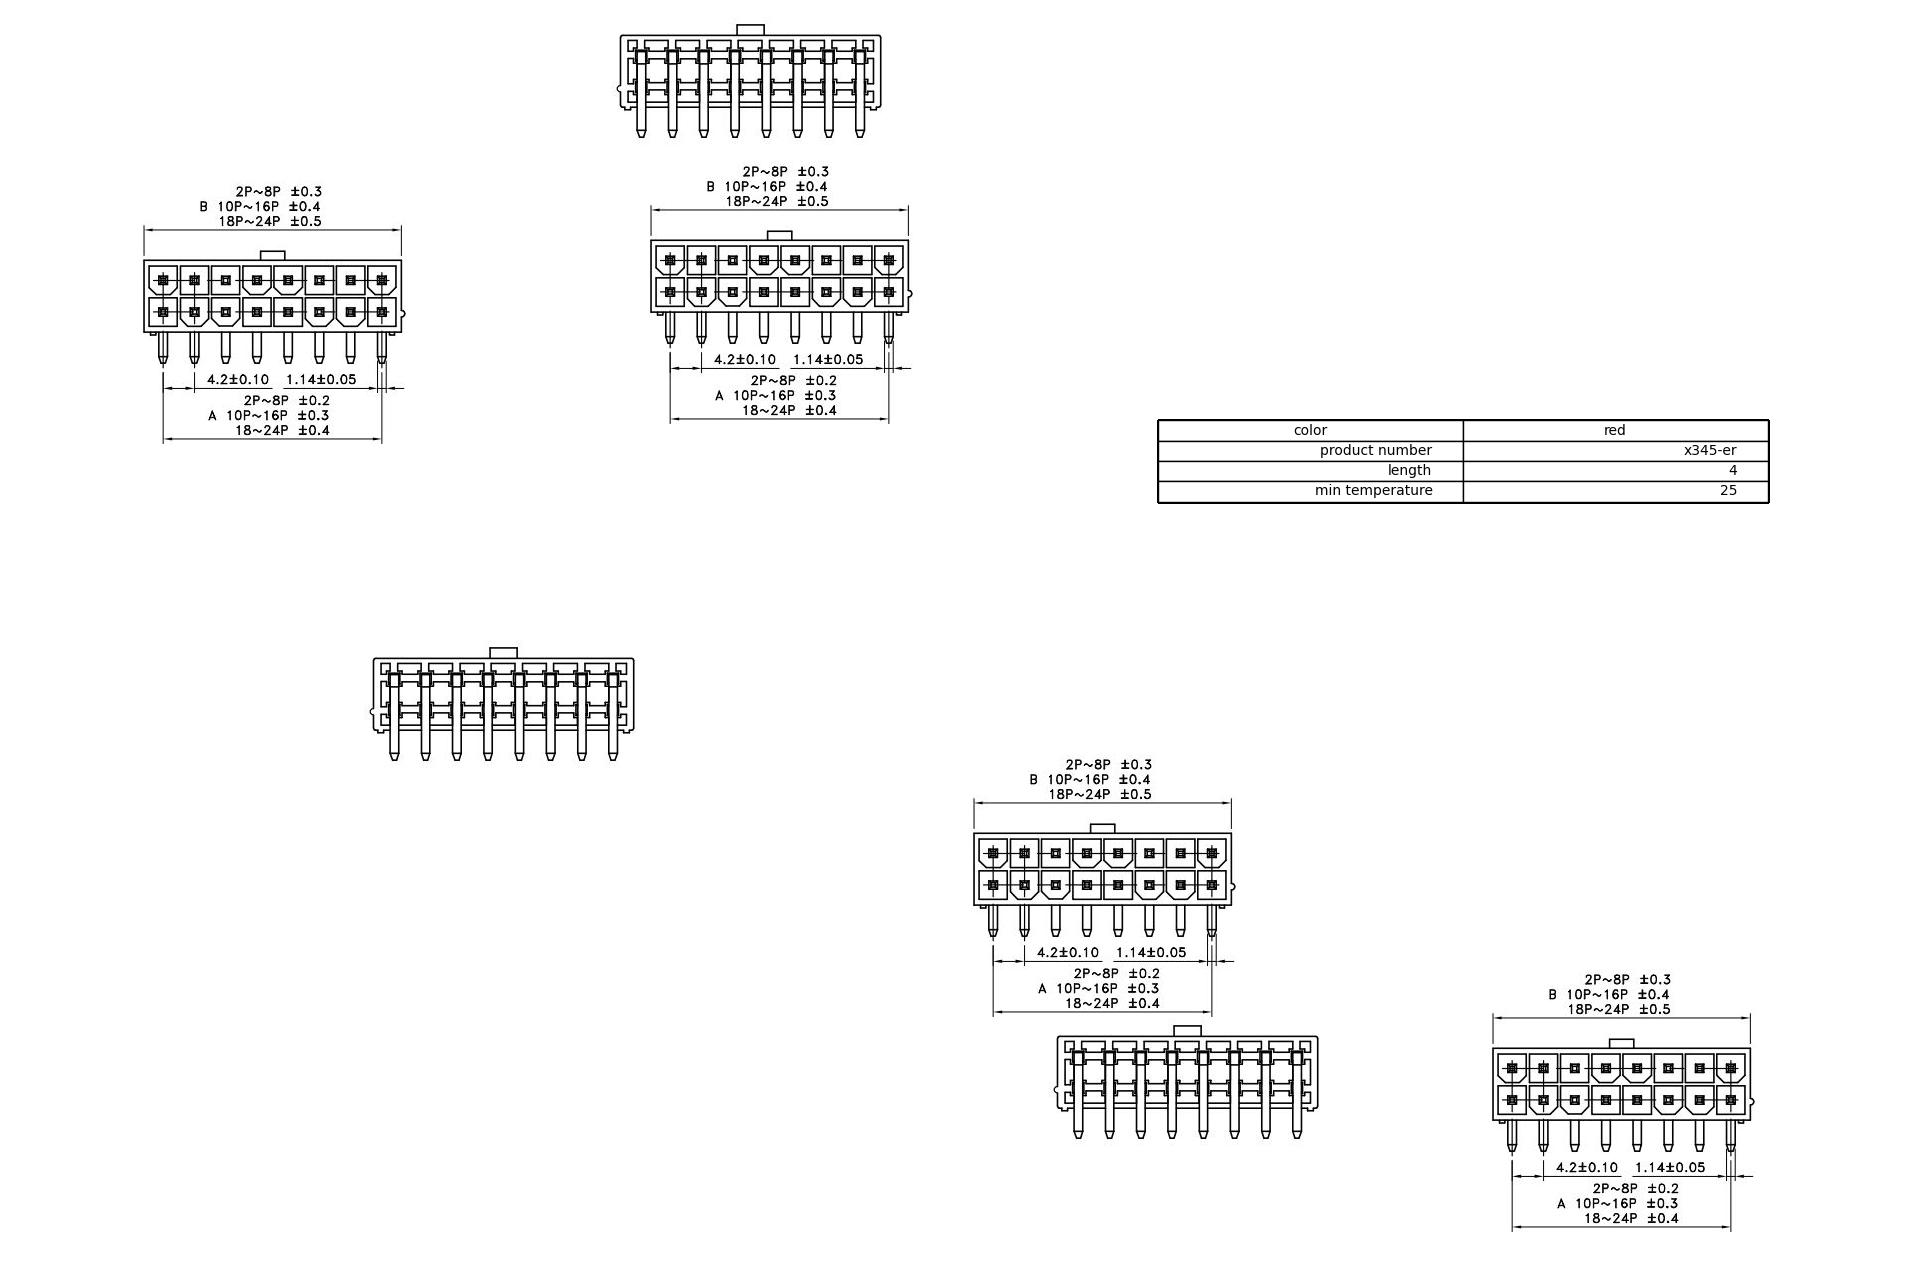 2P~8P ±0.3
B 10P~16P ±0.4
18P~24P ±0.5
4.2±0.10 1.14±0.05
2P~8P ±0.2
A 10P~16P ±0.3
18~24P ±0.4
2P~8P ±0.3
B 10P~16P ±0.4
18P~24P ±0.5
4.2±0.10 1.14±0.05
2P~8P ±0.2
A 10P~16P ±0.3
18~24P ±0.4
color red
product number x345-er
length 4
min temperature 25
2P~8P ±0.3
B 10P~16P ±0.4
18P~24P ±0.5
4.2±0.10 1.14±0.05
2P~8P ±0.2
A 10P~16P ±0.3
18~24P ±0.4
2P~8P ±0.3
B 10P~16P ±0.4
18P~24P ±0.5
4.2±0.10 1.14±0.05
2P~8P ±0.2
A 10P~16P ±0.3
18~24P ±0.4